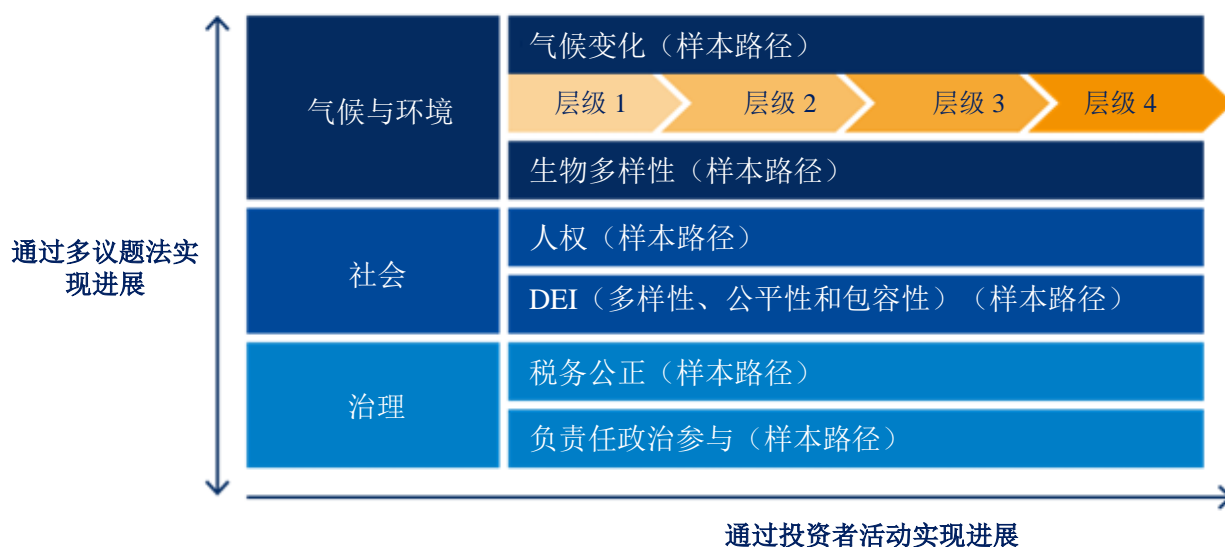 气候变化（样本路径）
气候与环境
层级 1
层级 2
层级 3
层级 4
生物多样性（样本路径）
通过多议题法实
现进展
社会
人权（样本路径）
DEI（多样性、公平性和包容性）（样本路径）
治理
税务公正（样本路径）
负责任政治参与（样本路径）
通过投资者活动实现进展